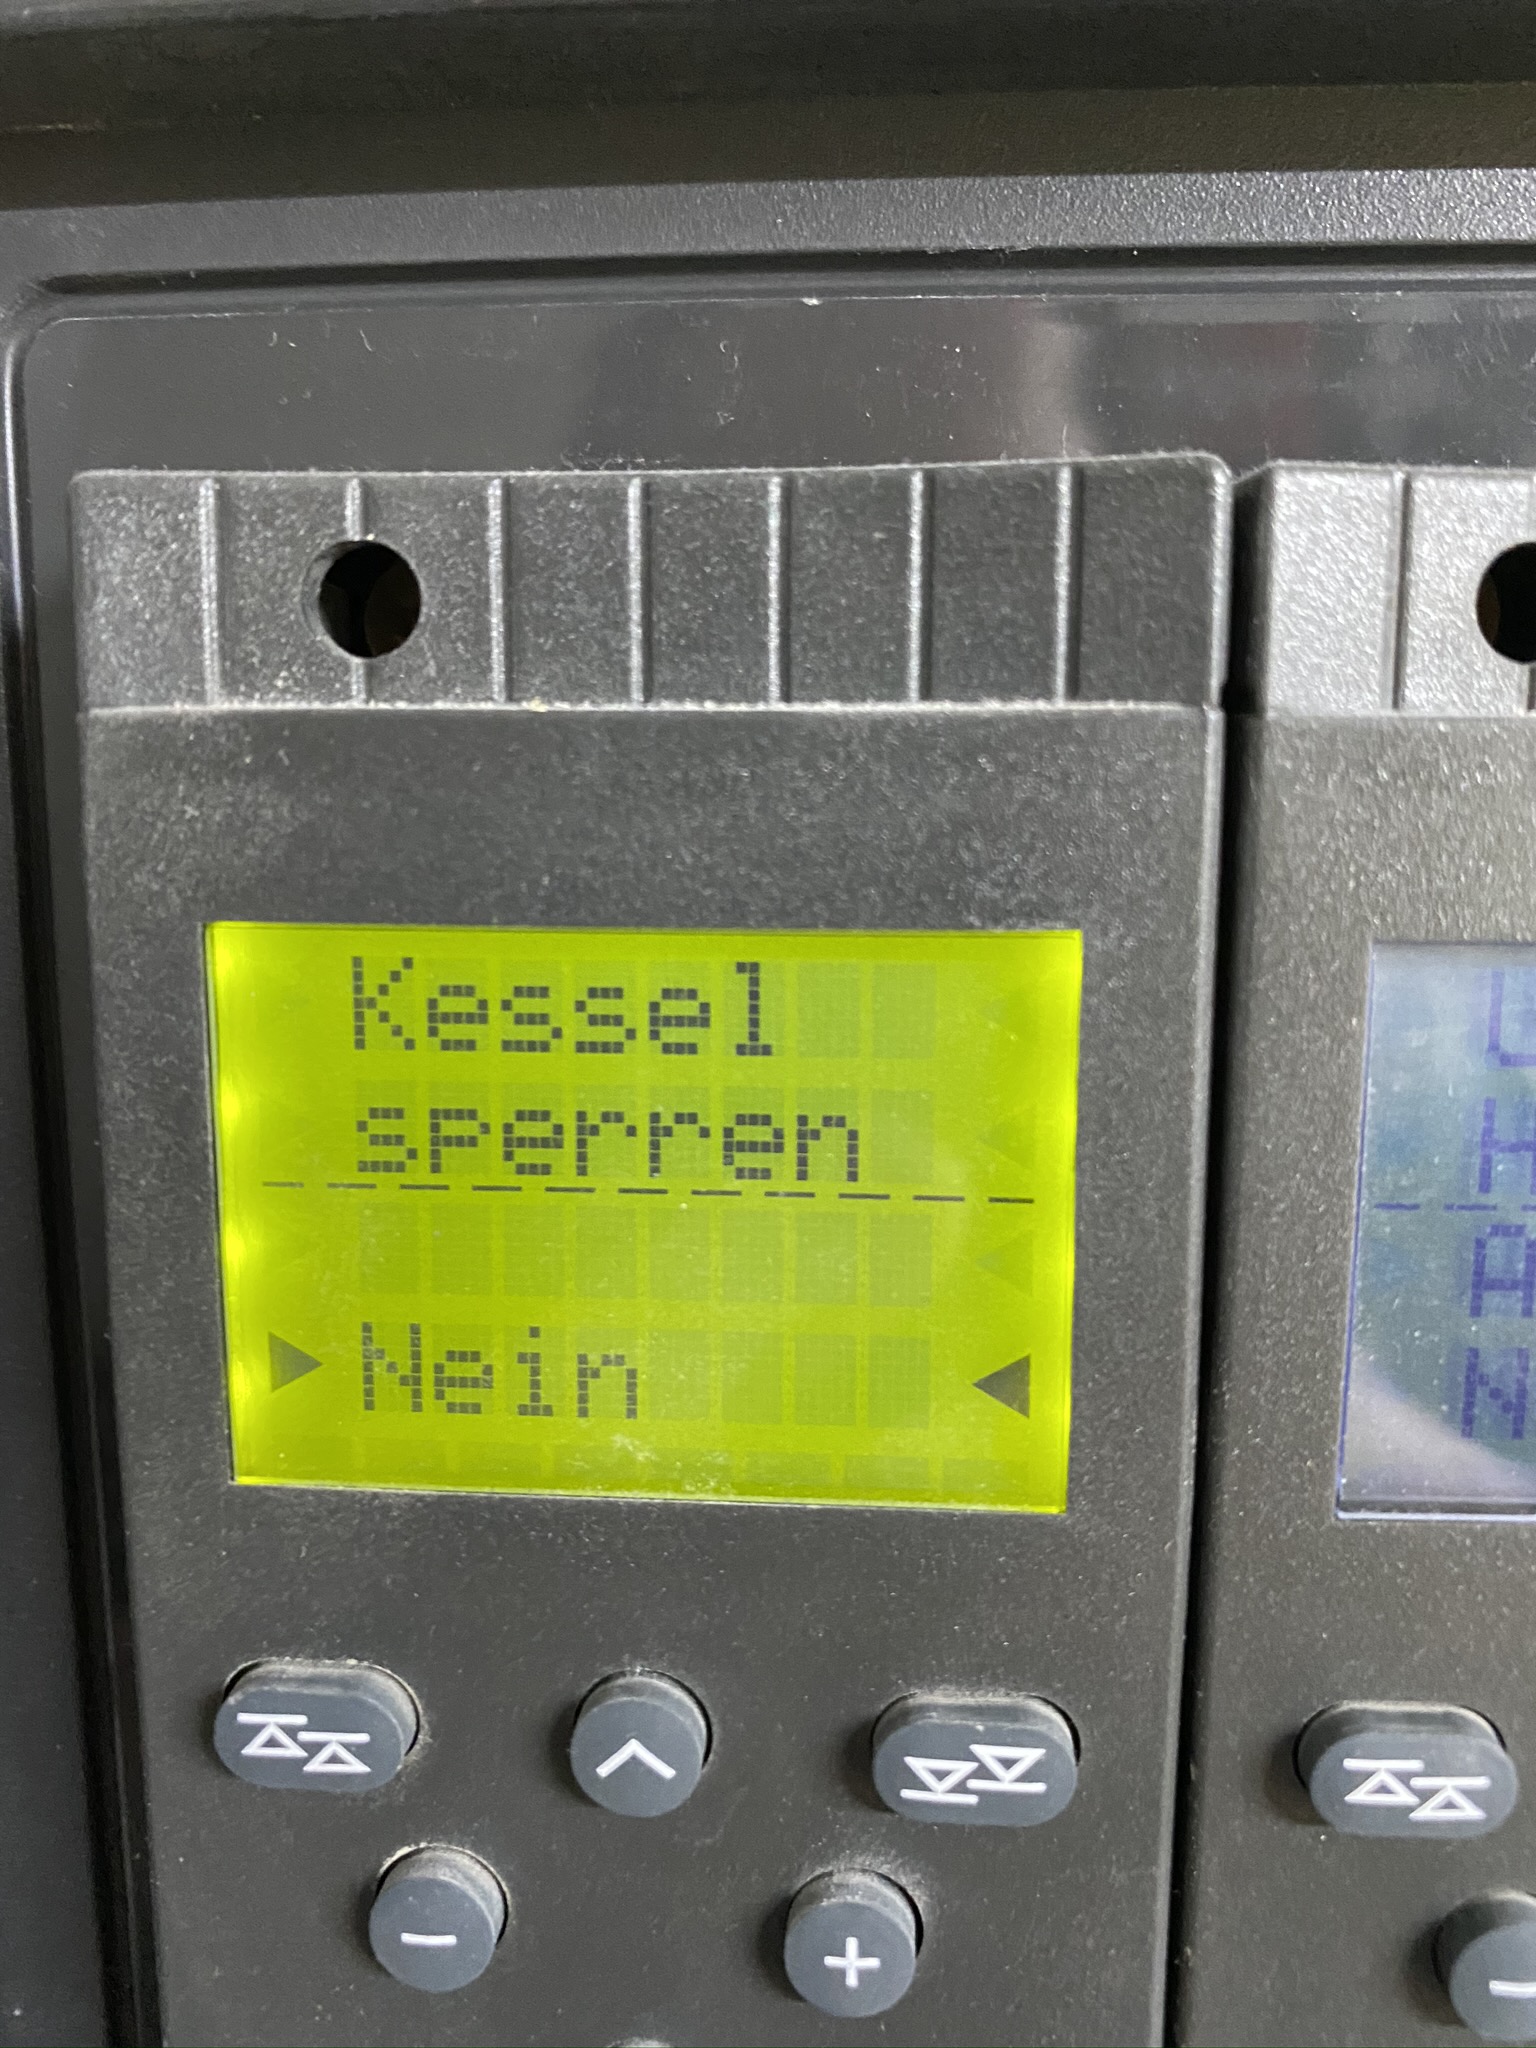 Kessel
sperren
Nein
-
+
-